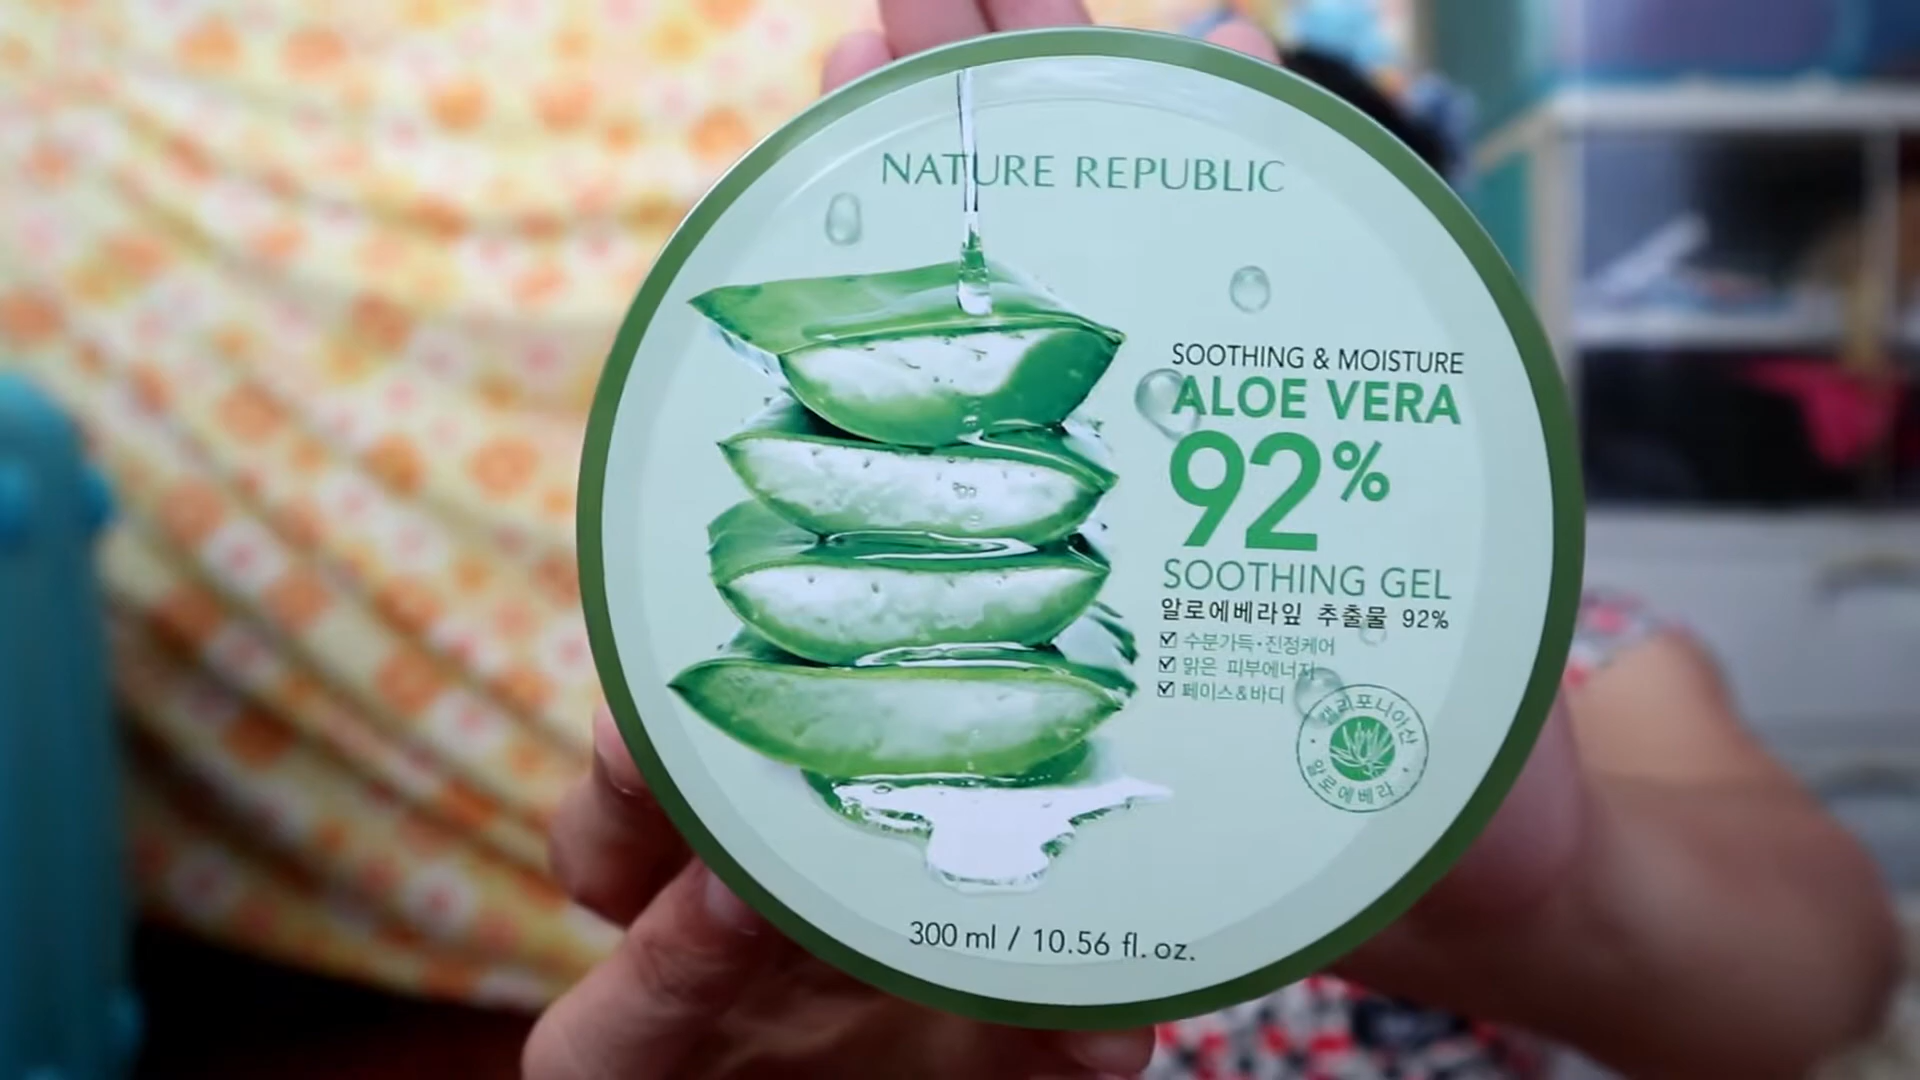 NATURE REPUBLIC
SOOTHING & MOISTURE
ALOE VERA
92%
SOOTHING GEL
알로에베라잎 추출물 92%
수분가득·진정케어
맑은 피부에너지
페이스&바디
캘리포니아산
알로에베라
300 ml / 10.56 fl. oz.